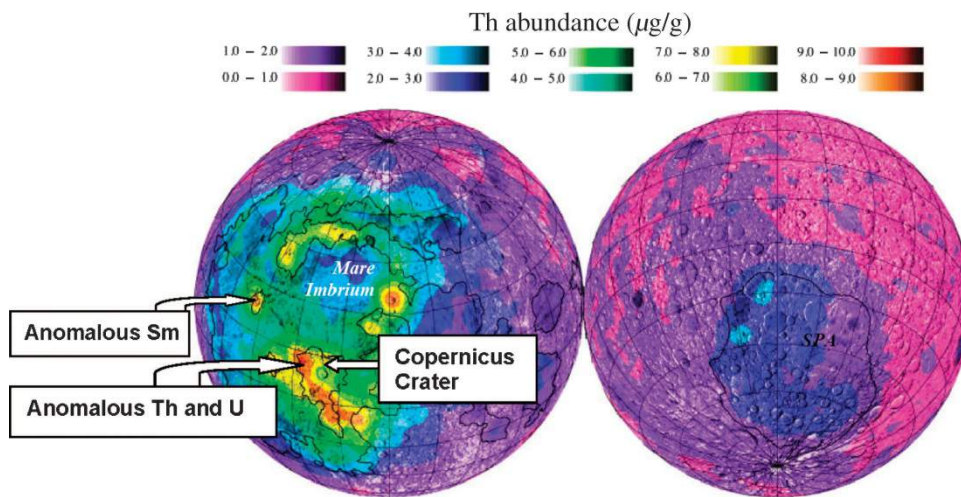 Th abundance (µg/g)
1.0 – 2.0 3.0 – 4.0 5.0 – 6.0 7.0 – 8.0 9.0 – 10.0
0.0 – 1.0 2.0 – 3.0 4.0 – 5.0 6.0 – 7.0 8.0 – 9.0
Mare
Imbrium
Anomalous Sm
SPA
Copernicus
Crater
Anomalous Th and U